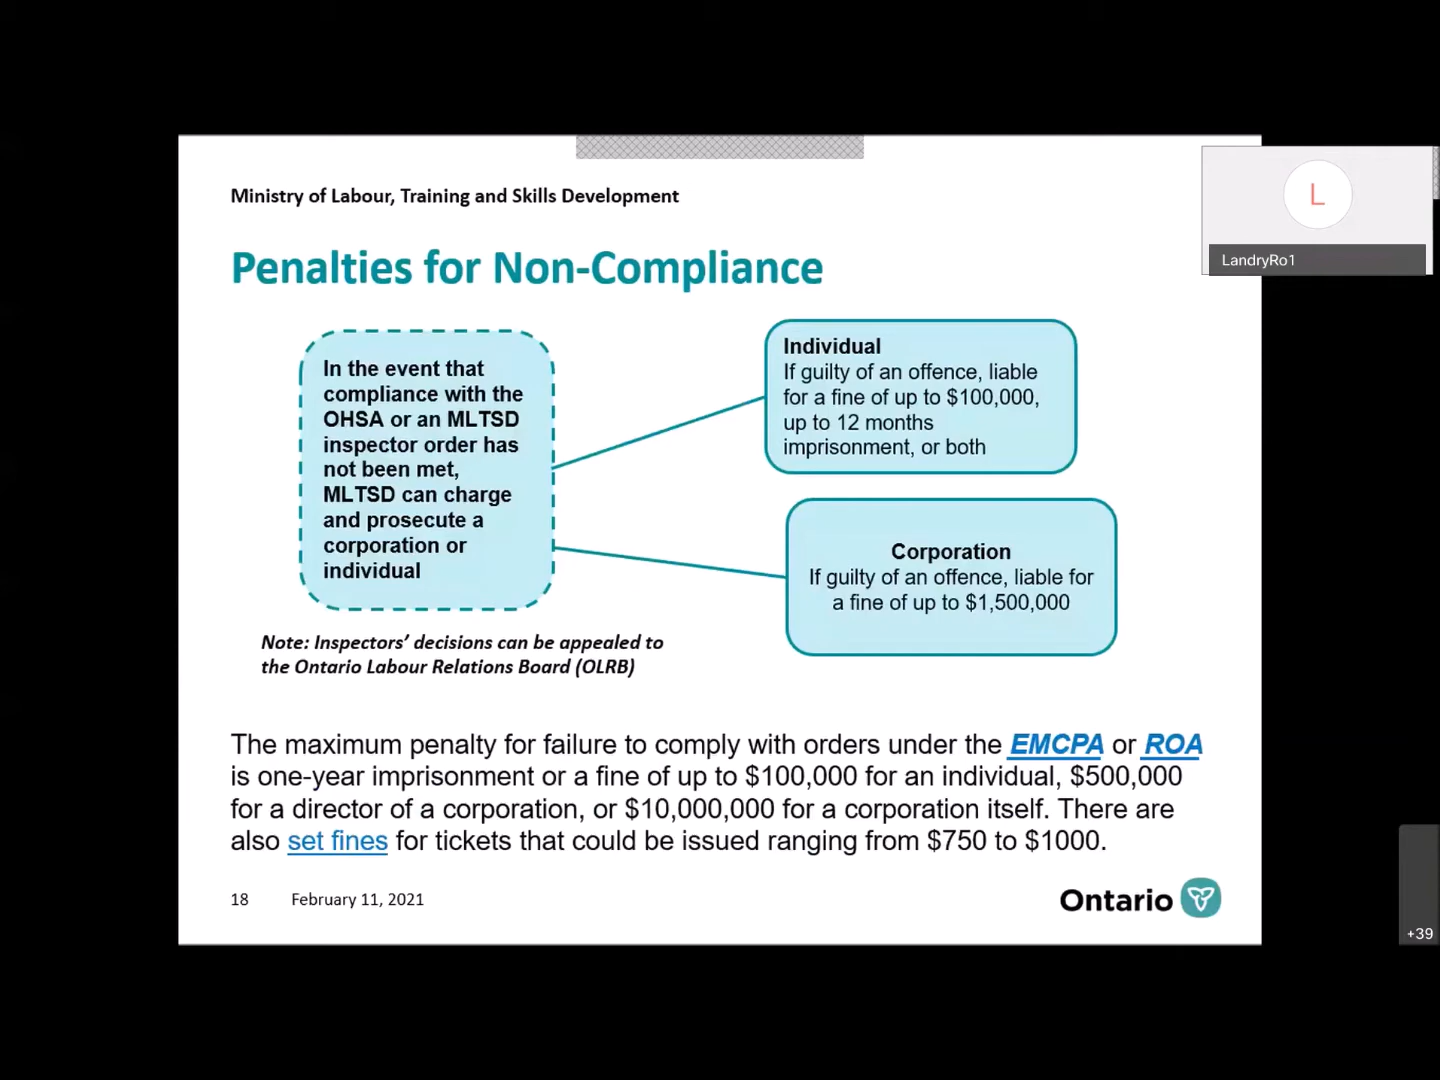 Ministry of Labour, Training and Skills Development
L
LandryRo1
Penalties for Non-Compliance
In the event that
compliance with the
OHSA or an MLTSD
inspector order has
not been met,
MLTSD can charge
and prosecute a
corporation or
individual
Individual
If guilty of an offence, liable
for a fine of up to $100,000,
up to 12 months
imprisonment, or both
Corporation
If guilty of an offence, liable for
a fine of up to $1,500,000
Note: Inspectors’ decisions can be appealed to
the Ontario Labour Relations Board (OLRB)
The maximum penalty for failure to comply with orders under the EMCPA or ROA
is one-year imprisonment or a fine of up to $100,000 for an individual, $500,000
for a director of a corporation, or $10,000,000 for a corporation itself. There are
also set fines for tickets that could be issued ranging from $750 to $1000.
18 February 11, 2021
Ontario
+39